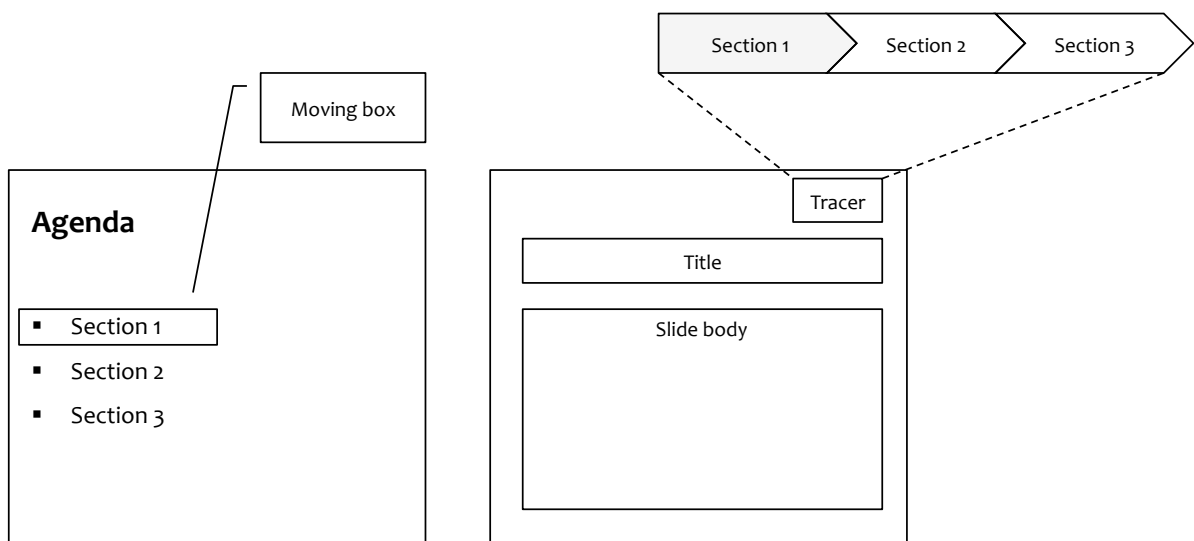 Section 1
Section 2
Section 3
Moving box
Agenda
▪ Section 1
▪ Section 2
▪ Section 3
Tracer
Title
Slide body